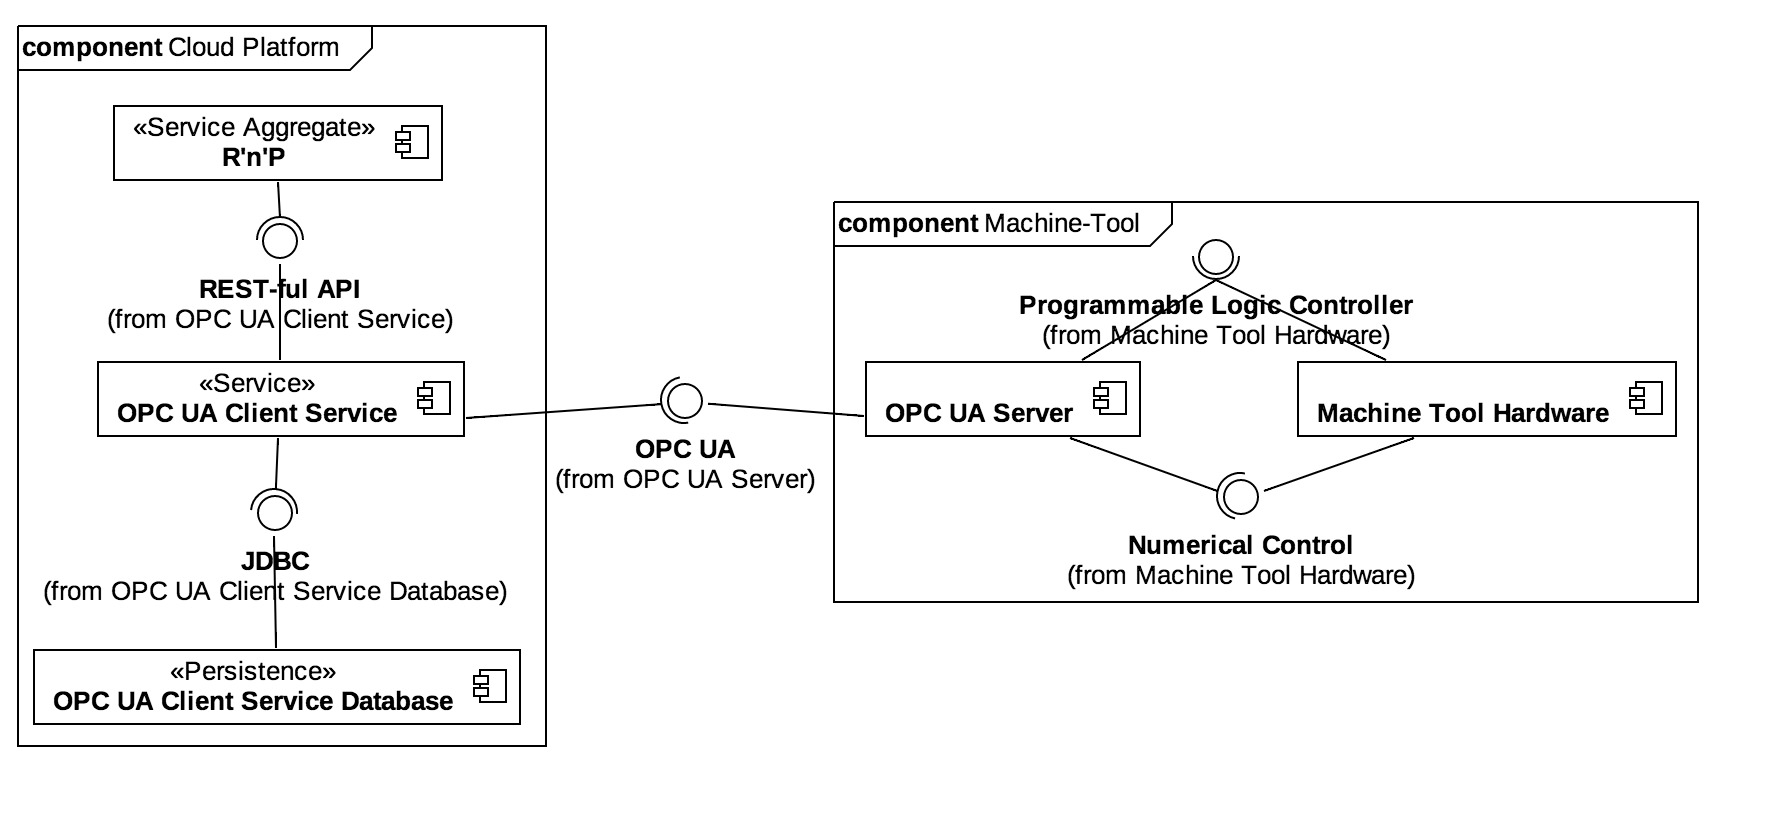 component Cloud Platform
«Service Aggregate»
R'n'P
REST-ful API
(from OPC UA Client Service)
«Service»
OPC UA Client Service
JDBC
(from OPC UA Client Service Database)
«Persistence»
OPC UA Client Service Database
OPC UA
(from OPC UA Server)
component Machine-Tool
Programmable Logic Controller
(from Machine Tool Hardware)
OPC UA Server
Machine Tool Hardware
Numerical Control
(from Machine Tool Hardware)